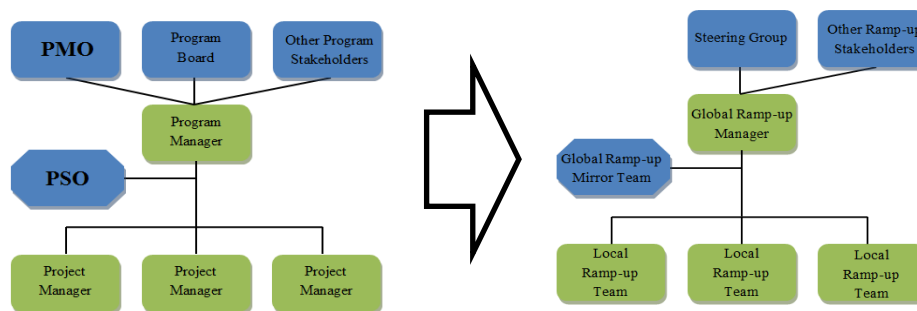 PMO
Program
Board
Other Program
Stakeholders
Program
Manager
PSO
Project
Manager
Project
Manager
Project
Manager
Steering Group
Other Ramp-up
Stakeholders
Global Ramp-up
Manager
Global Ramp-up
Mirror Team
Local
Ramp-up
Team
Local
Ramp-up
Team
Local
Ramp-up
Team